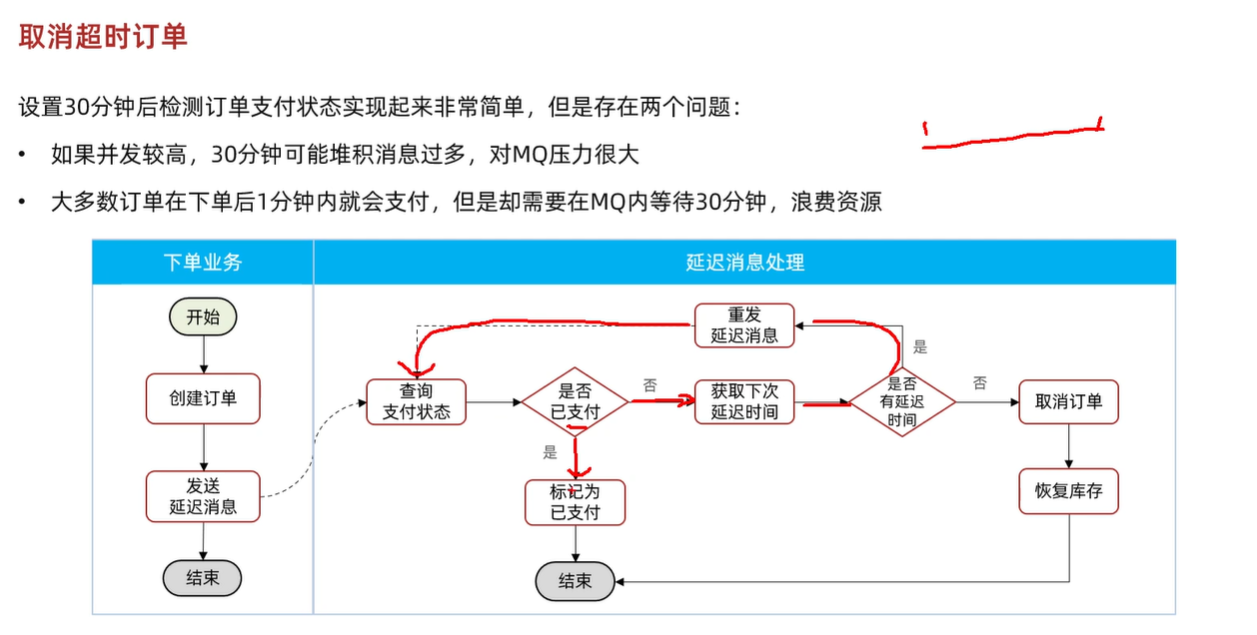 取消超时订单
设置30分钟后检测订单支付状态实现起来非常简单，但是存在两个问题：
• 如果并发较高，30分钟可能堆积消息过多，对MQ压力很大
• 大多数订单在下单后1分钟内就会支付，但是却需要在MQ内等待30分钟，浪费资源
下单业务
延迟消息处理
开始
创建订单
发送
延迟消息
结束
查询
支付状态
是否
已支付
否
是
标记为
已支付
结束
获取下次
延迟时间
是否
有延迟
时间
是
重发
延迟消息
否
取消订单
恢复库存